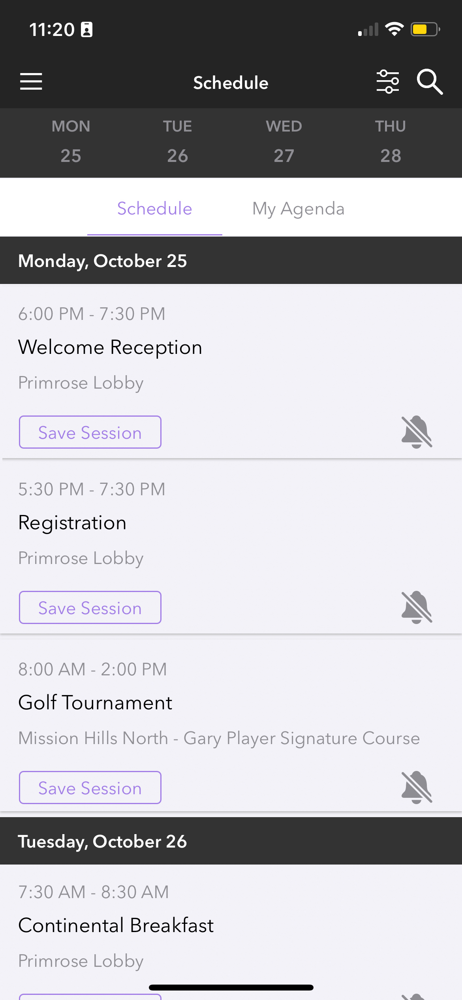 11:20
Schedule
MON TUE WED THU
25 26 27 28
Schedule My Agenda
Monday, October 25
6:00 PM - 7:30 PM
Welcome Reception
Primrose Lobby
Save Session
5:30 PM - 7:30 PM
Registration
Primrose Lobby
Save Session
8:00 AM - 2:00 PM
Golf Tournament
Mission Hills North - Gary Player Signature Course
Save Session
Tuesday, October 26
7:30 AM - 8:30 AM
Continental Breakfast
Primrose Lobby